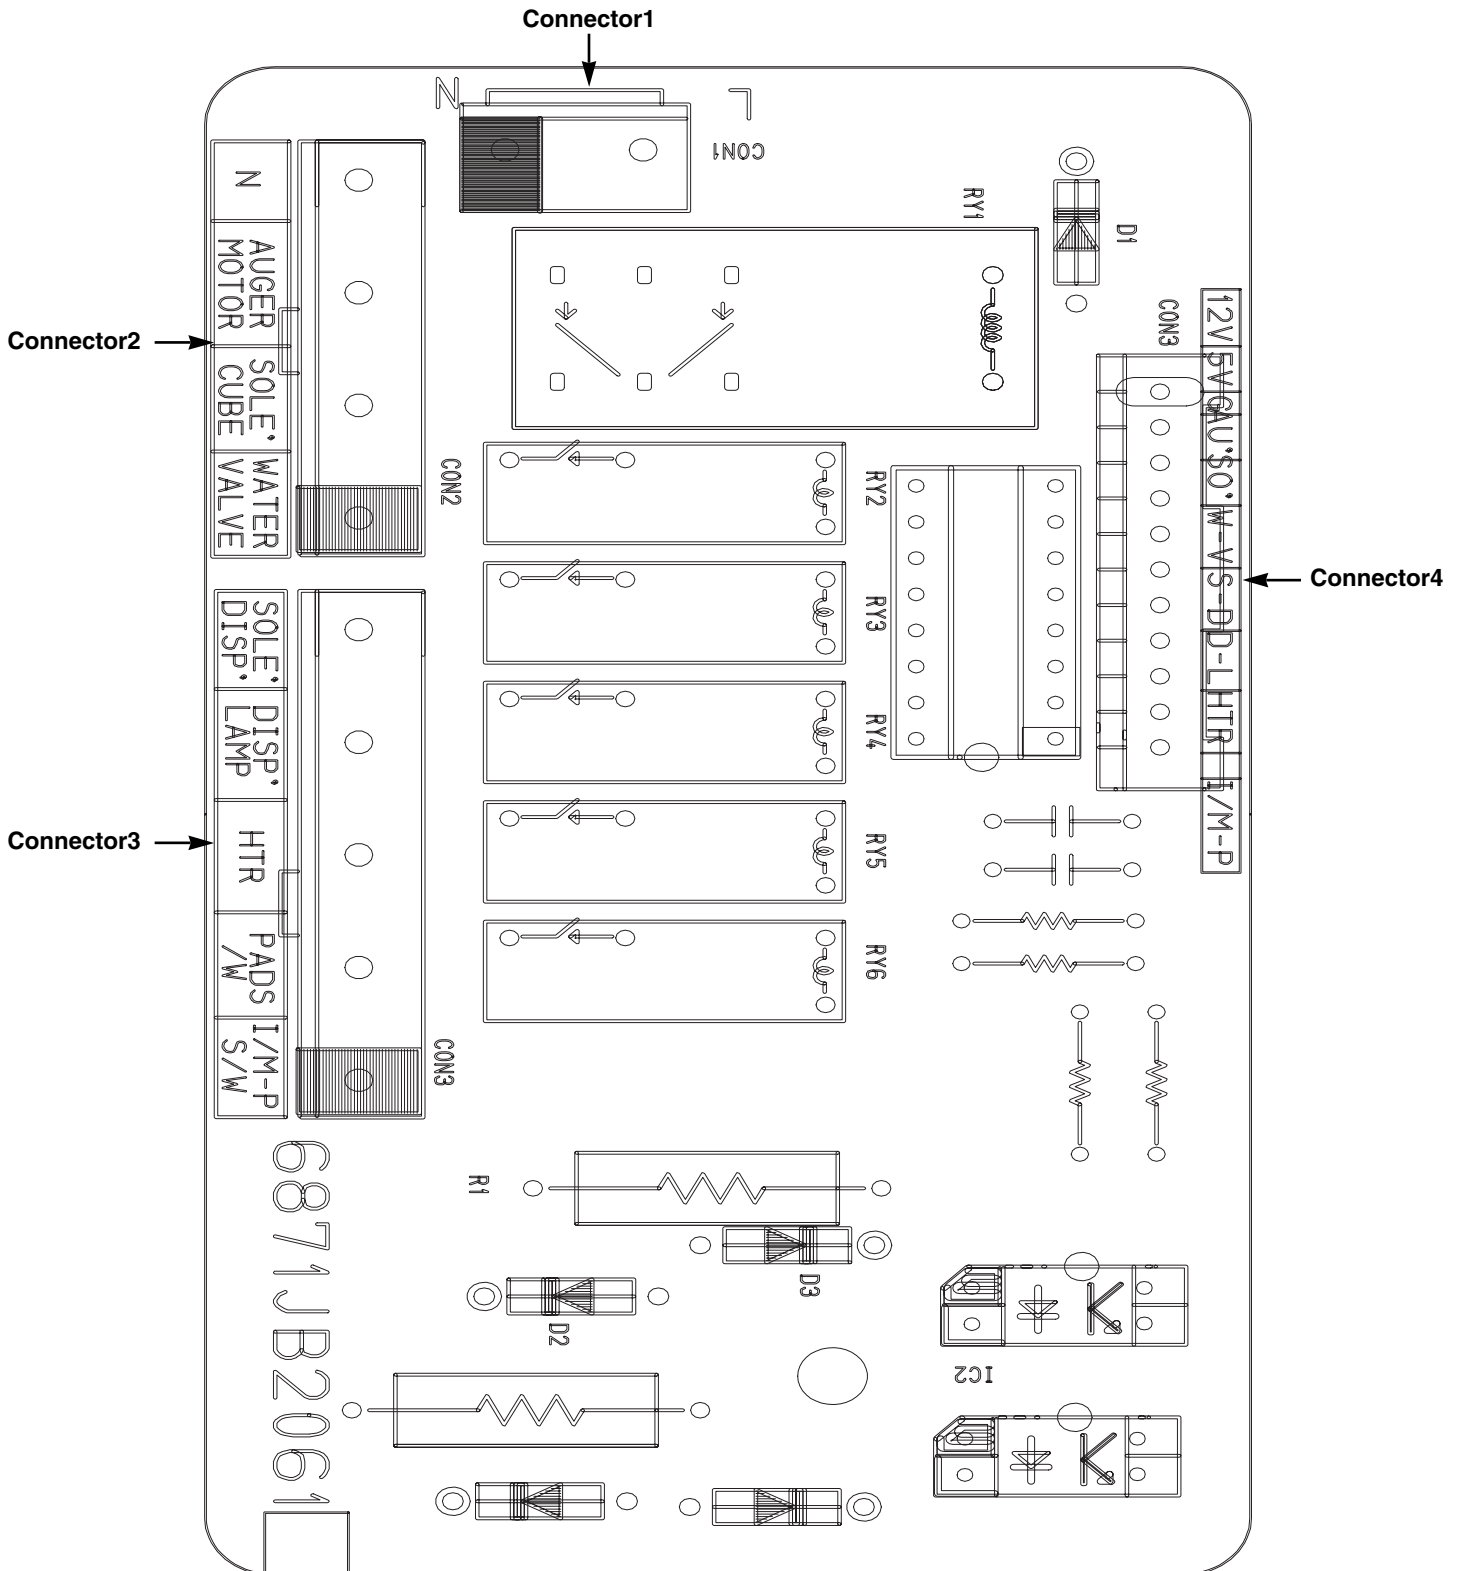 Connector1
N
L
CON1
RY1
D1
N
AUGER
MOTOR
SOLE'
CUBE
WATER
VALVE
Connector2
CON2
12V
5V
G
AU'
SO'
W-V
S-D
D-L
HTR
I/M-P
CON3
Connector4
RY2
RY3
RY4
RY5
RY6
SOLE'
DISP'
DISP'
LAMP
HTR
PADS
/W
I/M-P
S/W
Connector3
CON3
R1
D3
D2
IC2
K
K
6871JB2061